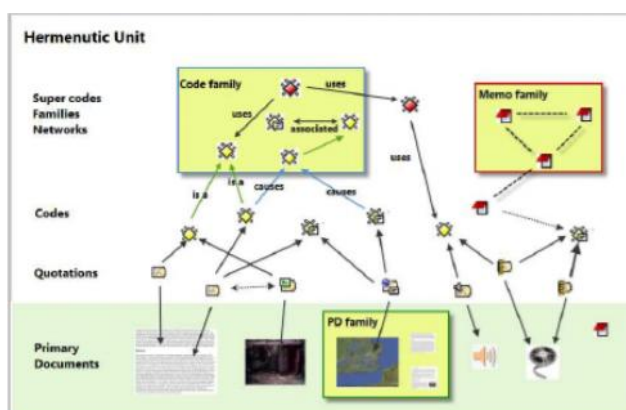 Hermenutic Unit
Code family
uses
Memo family
Super codes
Families
Networks
uses
associated
uses
is a
is a
causes
causes
Codes
Quotations
PD family
Primary
Documents